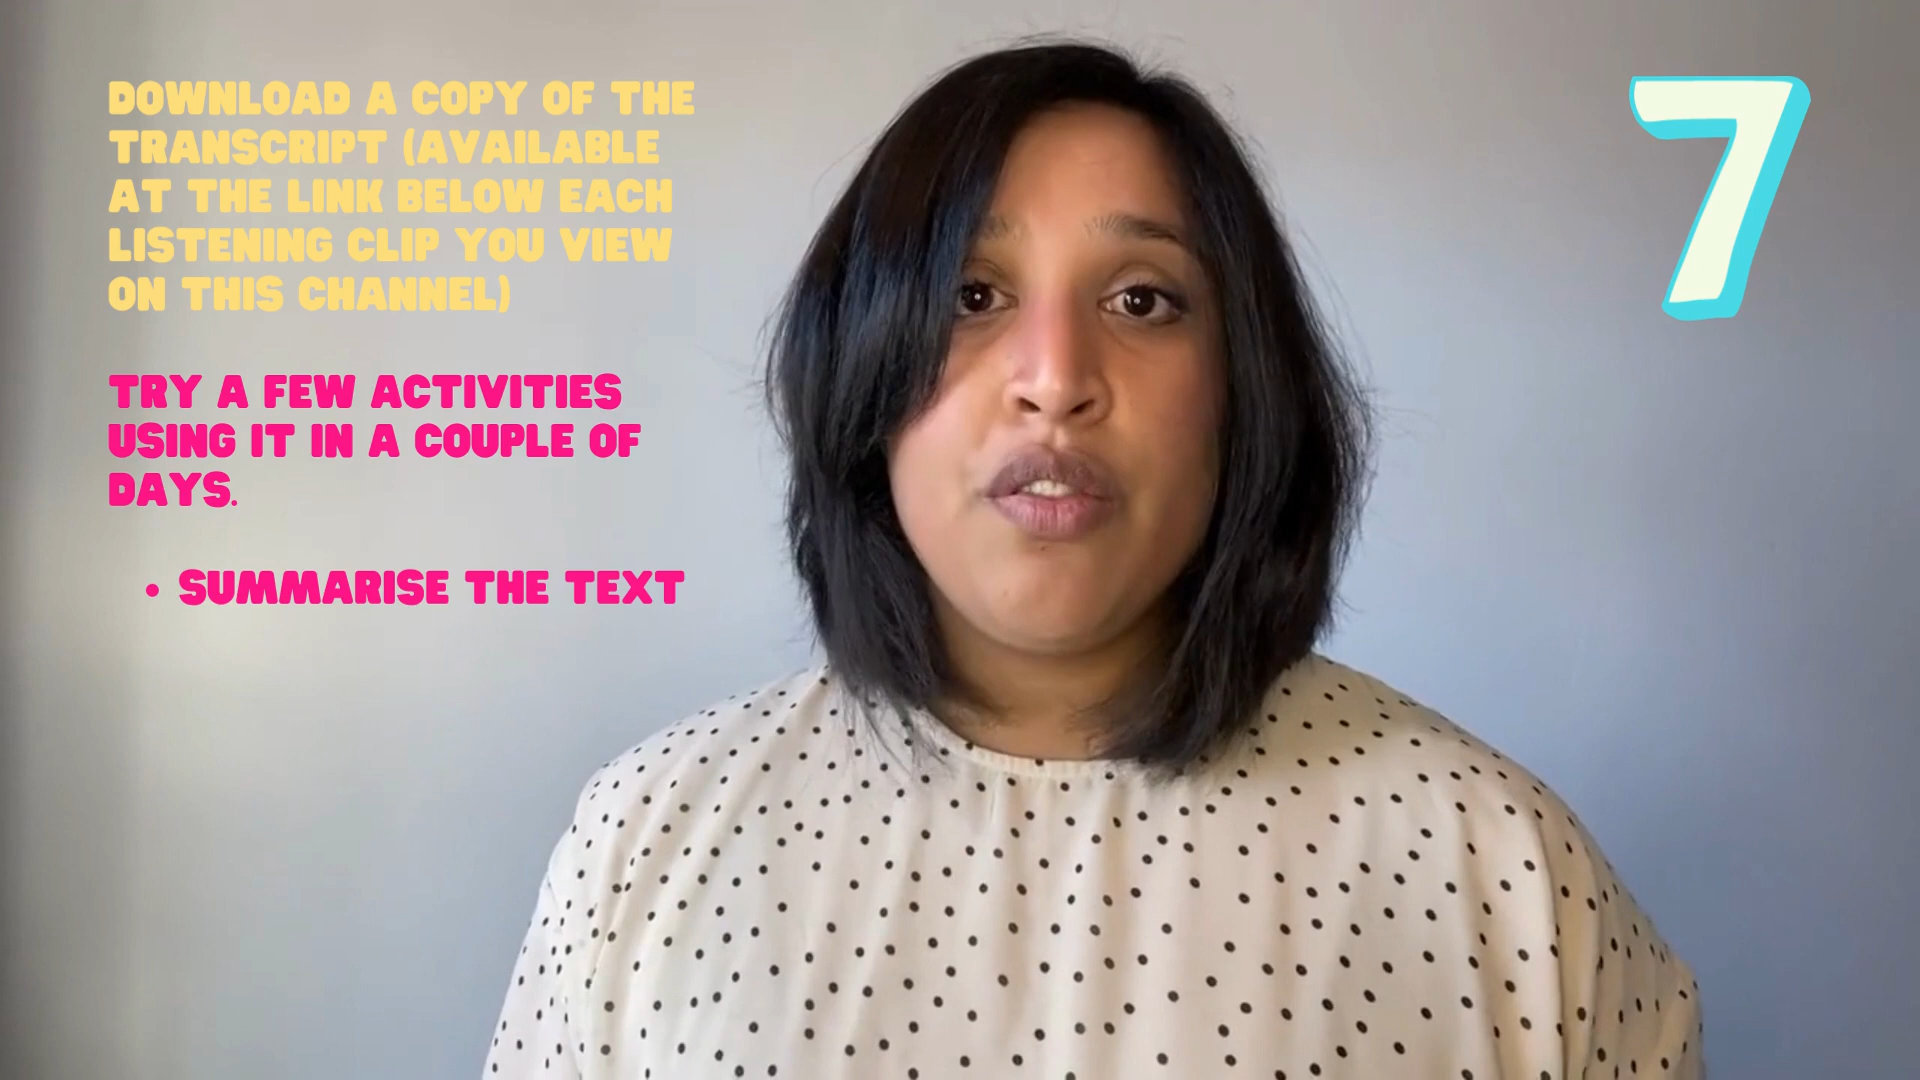 DOWNLOAD A COPY OF THE
TRANSCRIPT (AVAILABLE
AT THE LINK BELOW EACH
LISTENING CLIP YOU VIEW
ON THIS CHANNEL)
TRY A FEW ACTIVITIES
USING IT IN A COUPLE OF
DAYS.
• SUMMARISE THE TEXT
7